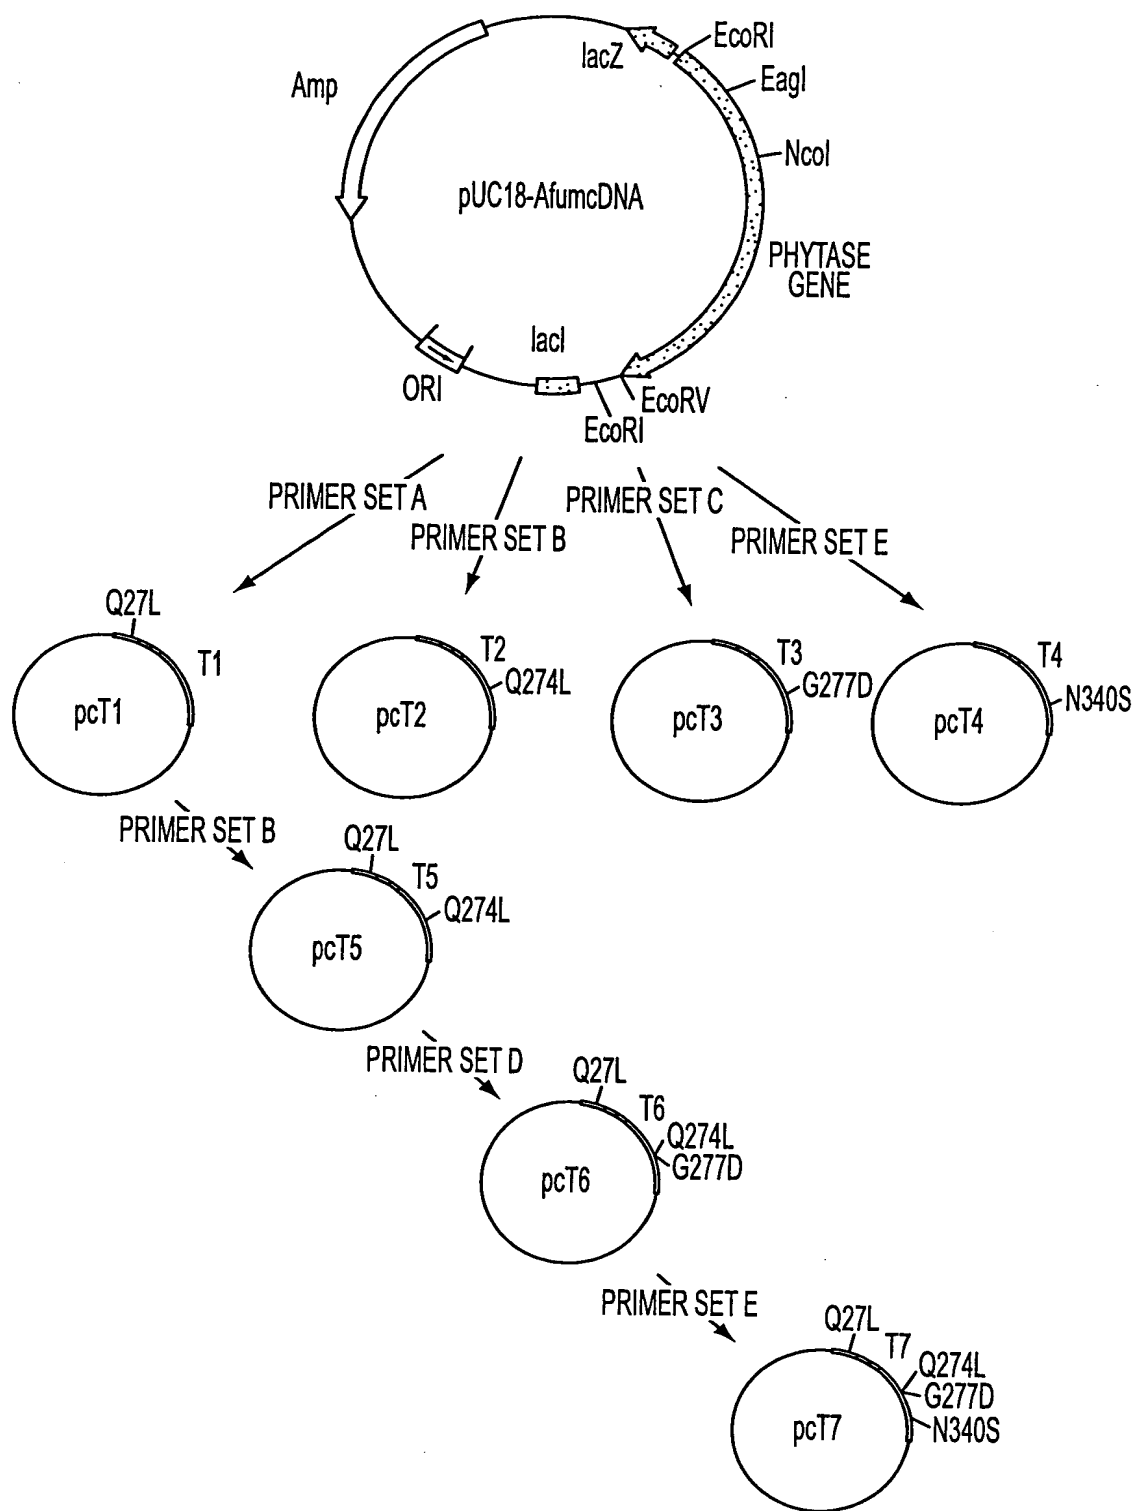 EcoRI
lacZ
EagI
Amp
NcoI
pUC18-AfumcDNA
PHYTASE
GENE
lacI
ORI
EcoRV
EcoRI
PRIMER SET A
PRIMER SET B
PRIMER SET C
PRIMER SET E
Q27L
T1
pcT1
T2
Q274L
pcT2
T3
G277D
pcT3
T4
N340S
pcT4
PRIMER SET B
Q27L
T5
Q274L
pcT5
PRIMER SET D
Q27L
T6
Q274L
G277D
pcT6
PRIMER SET E
Q27L
T7
Q274L
G277D
N340S
pcT7